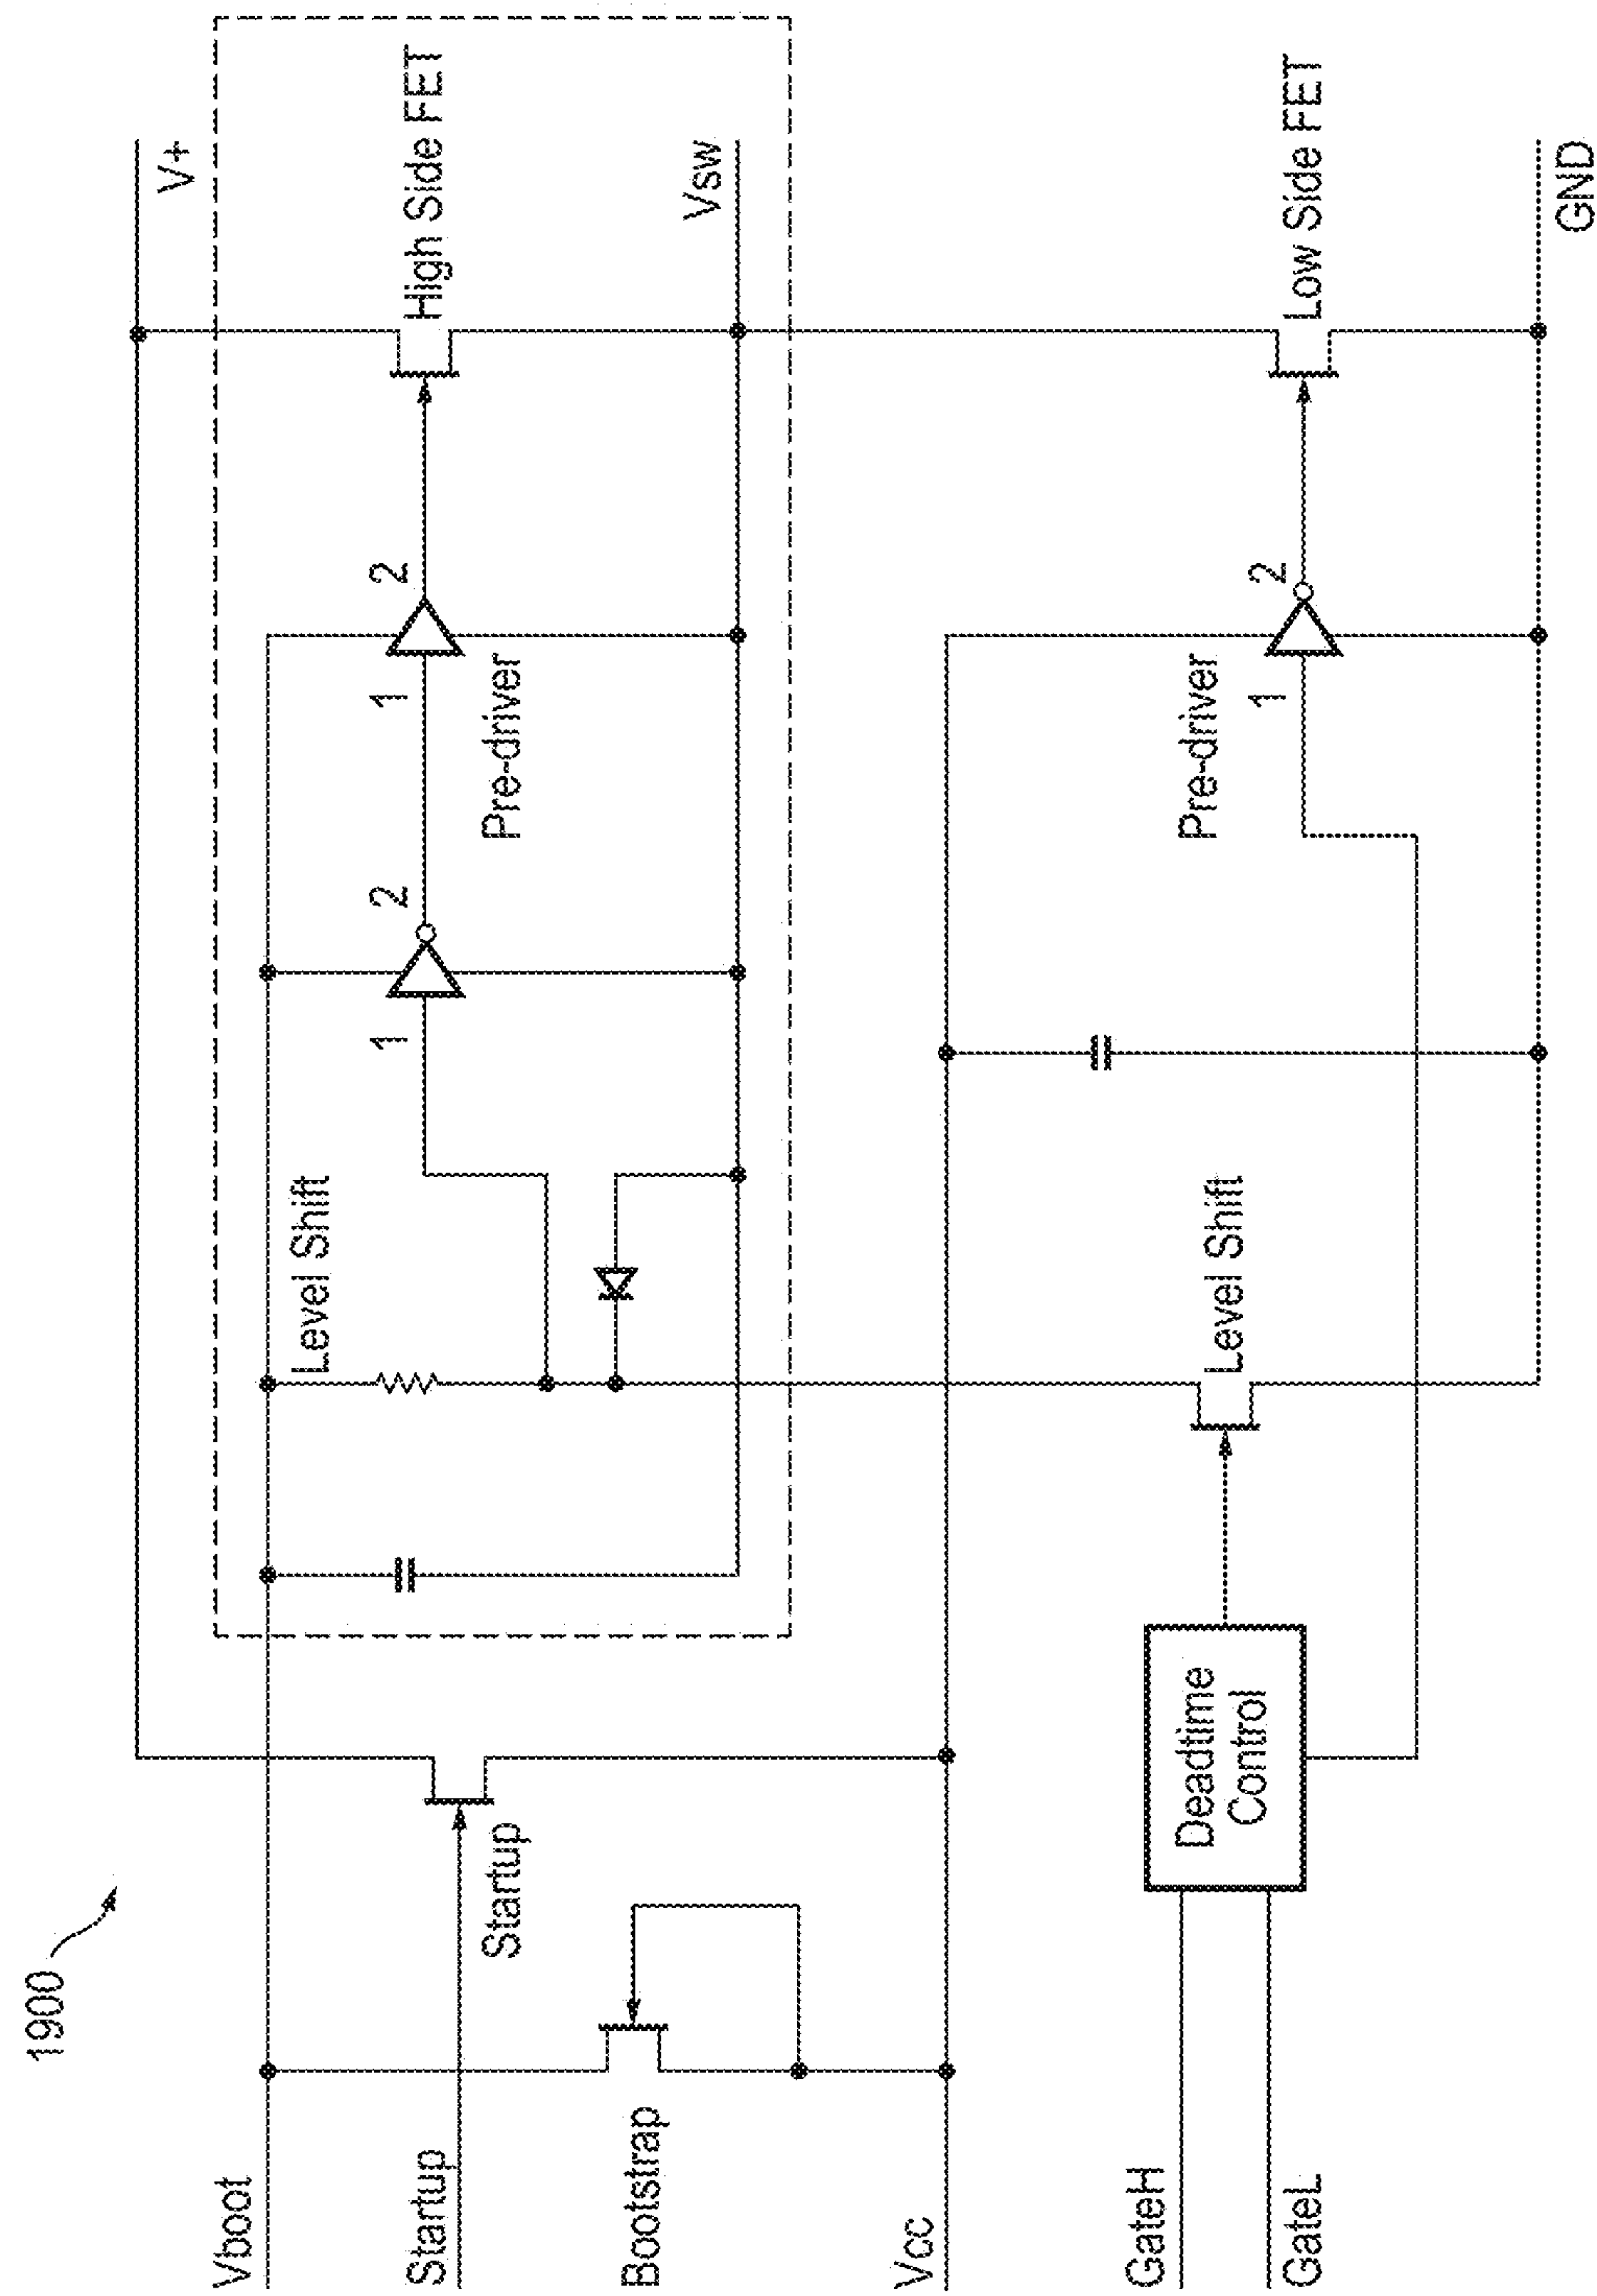 1900
V+
High Side FET
Vsw
Low Side FET
GND
2
1
Pre-driver
2
1
Level Shift
2
1
Pre-driver
Level Shift
Deadtime
Control
Startup
Vboot
Startup
Bootstrap
Vcc
GateH
GateL